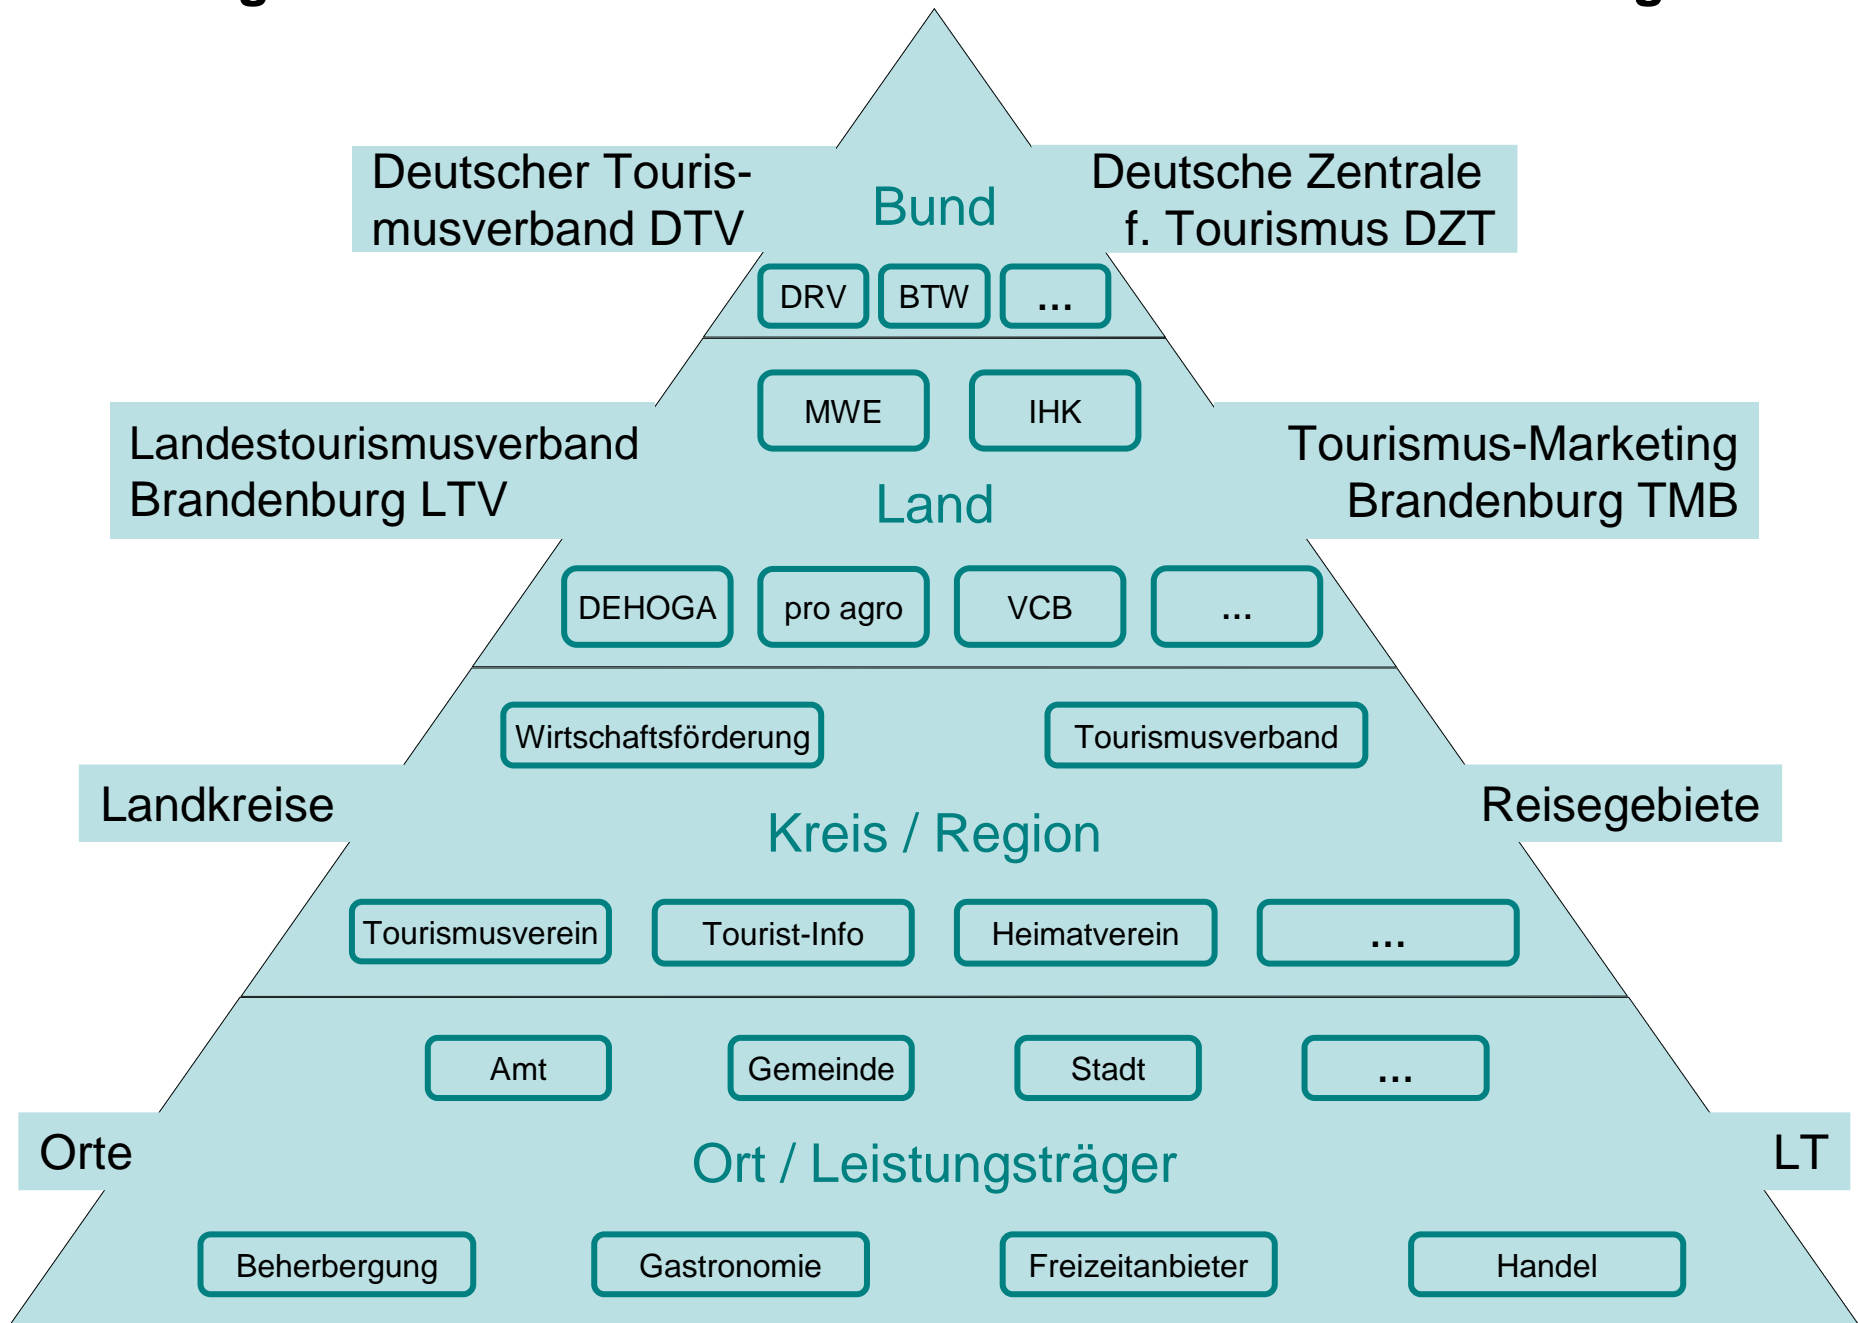 Deutscher Touris-
musverband DTV
Bund
Deutsche Zentrale
f. Tourismus DZT
DRV
BTW
...
MWE
IHK
Landestourismusverband
Brandenburg LTV
Land
Tourismus-Marketing
Brandenburg TMB
DEHOGA
pro agro
VCB
...
Wirtschaftsförderung
Tourismusverband
Landkreise
Kreis / Region
Reisegebiete
Tourismusverein
Tourist-Info
Heimatverein
...
Amt
Gemeinde
Stadt
...
Orte
Ort / Leistungsträger
LT
Beherbergung
Gastronomie
Freizeitanbieter
Handel